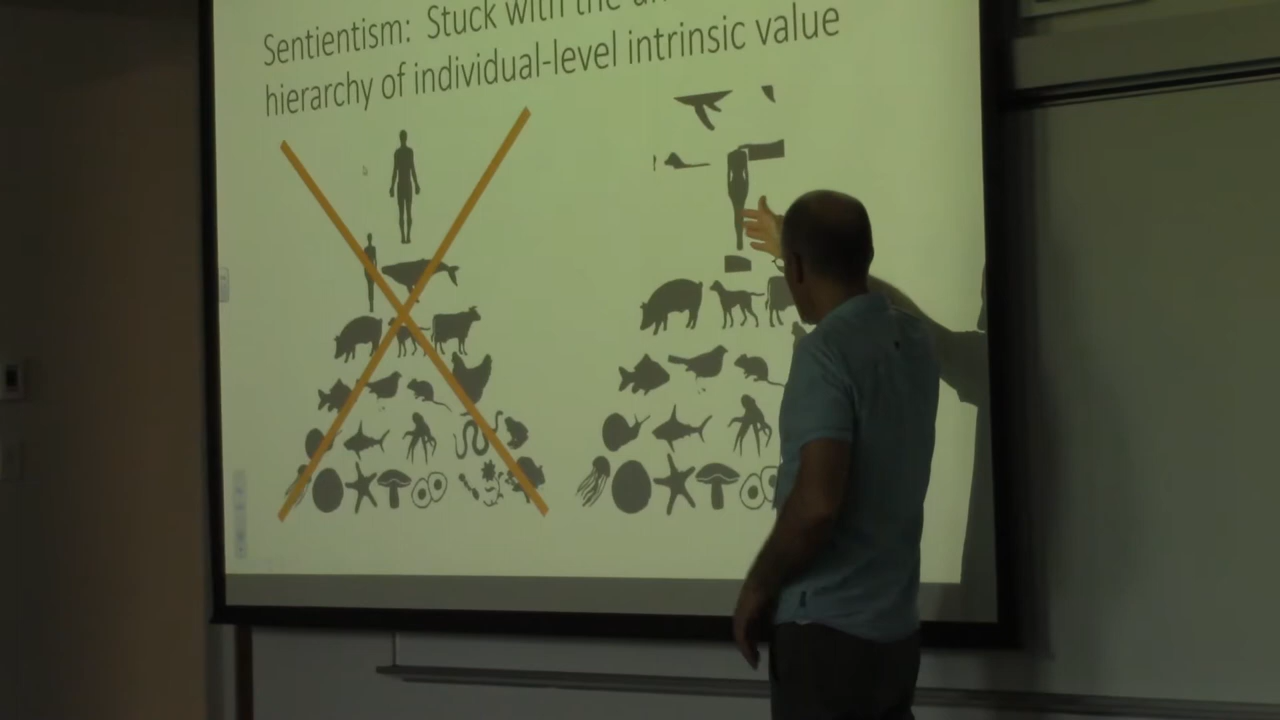 Sentientism: Stuck with the
hierarchy of individual-level intrinsic value